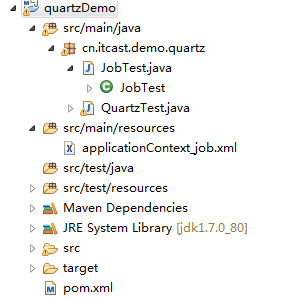 quartzDemo
src/main/java
cn.itcast.demo.quartz
JobTest.java
JobTest
QuartzTest.java
src/main/resources
applicationContext_job.xml
src/test/java
src/test/resources
Maven Dependencies
JRE System Library [jdk1.7.0_80]
src
target
pom.xml